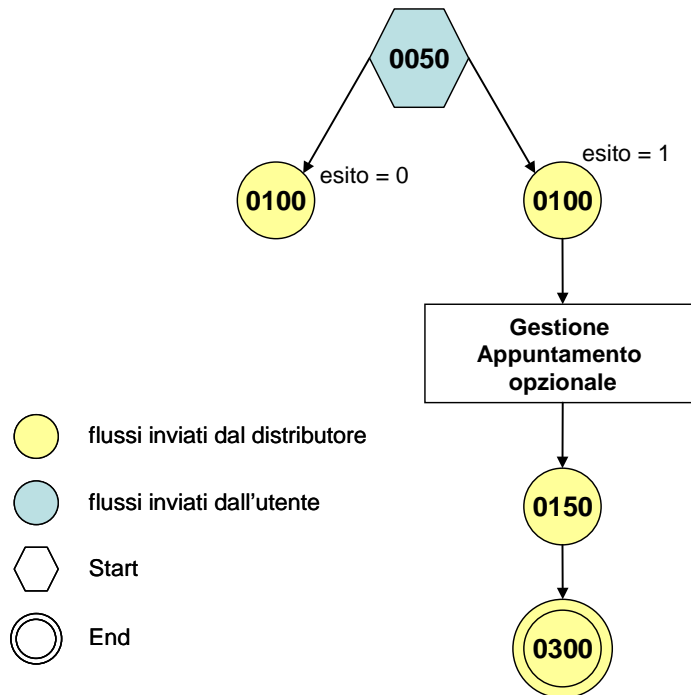 0050
esito = 0
esito = 1
0100
0100
Gestione
Appuntamento
opzionale
flussi inviati dal distributore
flussi inviati dall'utente
0150
Start
End
0300